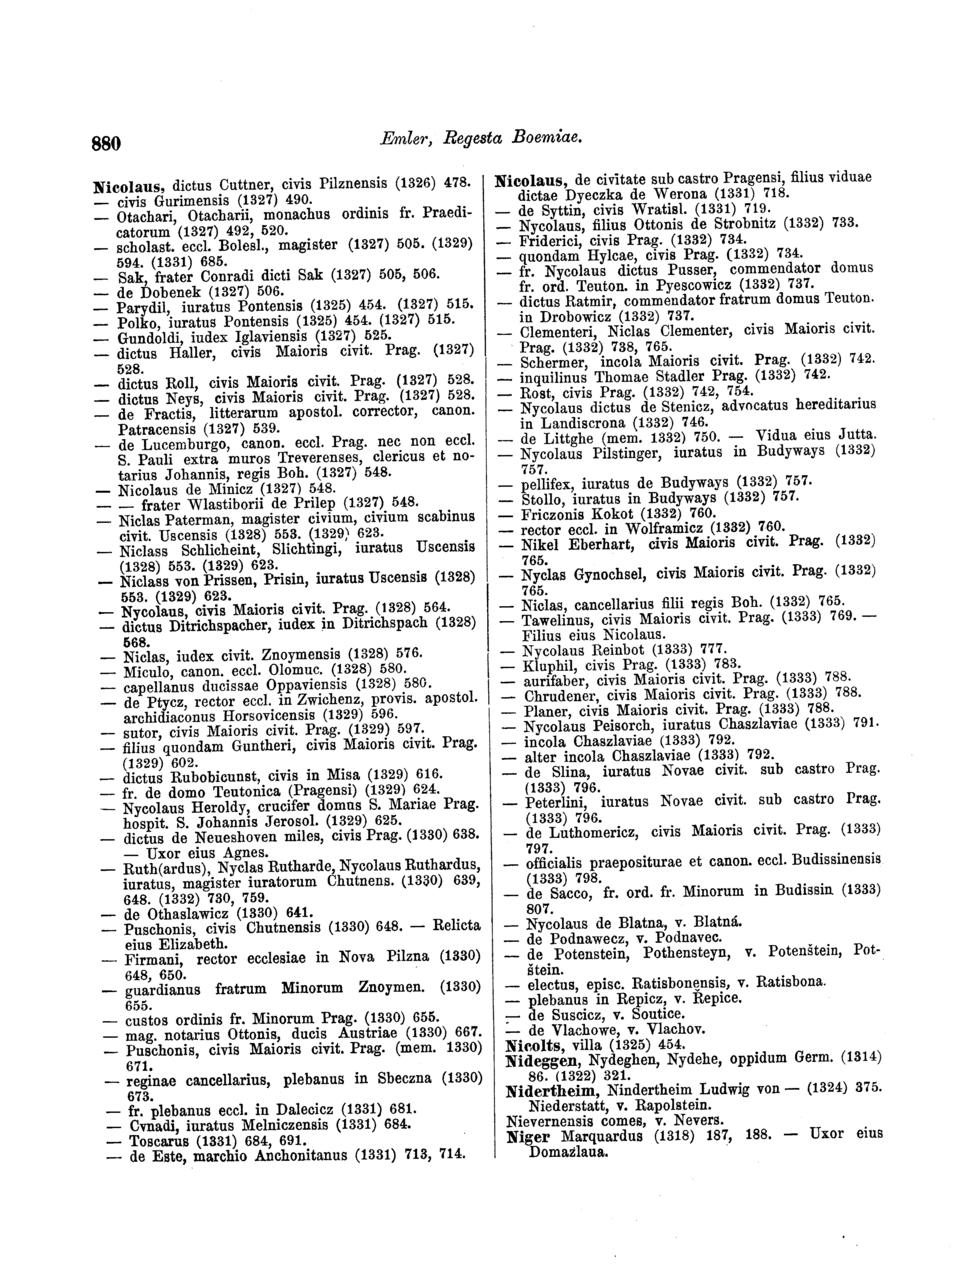 880
Emler, Regesta Boemiae.
Nicolaus, dictus Cuttner, civis Pilznensis (1326) 478.
— civis Gurimensis (1327) 490.
— Otachari, Otacharii, monachus ordinis fr. Praedi-
catorum (1327) 492, 520.
— scholast. eccl. Bolesl., magister (1327) 505. (1329)
594. (1331) 685.
— Sak, frater Conradi dicti Sak (1327) 505, 506.
— de Dobenek (1327) 506.
— Parydil, iuratus Pontensis (1325) 454. (1327) 515.
— Polko, iuratus Pontensis (1325) 454. (1327) 515.
— Gundoldi, iudex Iglaviensis (1327) 525.
— dictus Haller, civis Maioris civit. Prag. (1327)
528.
— dictus Roll, civis Maioris civit. Prag. (1327) 528.
— dictus Neys, civis Maioris civit. Prag. (1327) 528.
— de Fractis, litterarum apostol. corrector, canon.
Patracensis (1327) 539.
— de Lucemburgo, canon. eccl. Prag. nec non eccl.
S. Pauli extra muros Treverenses, clericus et no-
tarius Johannis, regis Boh. (1327) 548.
— Nicolaus de Minicz (1327) 548.
— — frater Wlastiborii de Prilep (1327) 548.
— Niclas Paterman, magister civium, civium scabinus
civit. Uscensis (1328) 553. (1329) 623.
— Niclass Schlicheint, Slichtingi, iuratus Uscensis
(1328) 553. (1329) 623.
— Niclass von Prissen, Prisin, iuratus Uscensis (1328)
553. (1329) 623.
— Nycolaus, civis Maioris civit. Prag. (1328) 564.
— dictus Ditrichspacher, iudex in Ditrichspach (1328)
568.
— Niclas, iudex civit. Znoymensis (1328) 576.
— Miculo, canon. eccl. Olomuc. (1328) 580.
— capellanus ducissae Oppaviensis (1328) 580.
— de Ptycz, rector eccl. in Zwichenz, provis. apostol.
archidiaconus Horsovicensis (1329) 596.
— sutor, civis Maioris civit. Prag. (1329) 597.
— filius quondam Guntheri, civis Maioris civit. Prag.
(1329) 602.
— dictus Rubobicunst, civis in Misa (1329) 616.
— fr. de domo Teutonica (Pragensi) (1329) 624.
— Nycolaus Heroldy, crucifer domus S. Mariae Prag.
hospit. S. Johannis Jerosol. (1329) 625.
— dictus de Neueshoven miles, civis Prag. (1330) 638.
— Uxor eius Agnes.
— Ruth(ardus), Nyclas Rutharde, Nycolaus Ruthardus,
iuratus, magister iuratorum Chutnens. (1330) 639,
648. (1332) 730, 759.
— de Othaslawicz (1330) 641.
— Puschonis, civis Chutnensis (1330) 648. — Relicta
eius Elizabeth.
— Firmani, rector ecclesiae in Nova Pilzna (1330)
648, 650.
— guardianus fratrum Minorum Znoymen. (1330)
655.
— custos ordinis fr. Minorum Prag. (1330) 655.
— mag. notarius Ottonis, ducis Austriae (1330) 667.
— Puschonis, civis Maioris civit. Prag. (mem. 1330)
671.
— reginae cancellarius, plebanus in Sbeczna (1330)
673.
— fr. plebanus eccl. in Dalecicz (1331) 681.
— Cvnadi, iuratus Melniczensis (1331) 684.
— Toscarus (1331) 684, 691.
— de Este, marchio Anchonitanus (1331) 713, 714.
Nicolaus, de civitate sub castro Pragensi, filius viduae
dictae Dyeczka de Werona (1331) 718.
— de Syttin, civis Wratisl. (1331) 719.
— Nycolaus, filius Ottonis de Strobnitz (1332) 733.
— Friderici, civis Prag. (1332) 734.
— quondam Hylcae, civis Prag. (1332) 734.
— fr. Nycolaus dictus Pusser, commendator domus
fr. ord. Teuton. in Pyescowicz (1332) 737.
— dictus Ratmir, commendator fratrum domus Teuton.
in Drobowicz (1332) 737.
— Clementeri, Niclas Clementer, civis Maioris civit.
Prag. (1332) 738, 765.
— Schermer, incola Maioris civit. Prag. (1332) 742.
— inquilinus Thomae Stadler Prag. (1332) 742.
— Rost, civis Prag. (1332) 742, 754.
— Nycolaus dictus de Stenicz, advocatus hereditarius
in Landiscrona (1332) 746.
— de Littghe (mem. 1332) 750. — Vidua eius Jutta.
— Nycolaus Pilstinger, iuratus in Budyways (1332)
757.
— pellifex, iuratus de Budyways (1332) 757.
— Stollo, iuratus in Budyways (1332) 757.
— Friczonis Kokot (1332) 760.
— rector eccl. in Wolframicz (1332) 760.
— Nikel Eberhart, civis Maioris civit. Prag. (1332)
765.
— Nyclas Gynochsel, civis Maioris civit. Prag. (1332)
765.
— Niclas, cancellarius filii regis Boh. (1332) 765.
— Tawelinus, civis Maioris civit. Prag. (1333) 769. —
Filius eius Nicolaus.
— Nycolaus Reinbot (1333) 777.
— Kluphil, civis Prag. (1333) 783.
— aurifaber, civis Maioris civit. Prag. (1333) 788.
— Chrudener, civis Maioris civit. Prag. (1333) 788.
— Planer, civis Maioris civit. Prag. (1333) 788.
— Nycolaus Peisorch, iuratus Chaszlaviae (1333) 791.
— incola Chaszlaviae (1333) 792.
— alter incola Chaszlaviae (1333) 792.
— de Slina, iuratus Novae civit. sub castro Prag.
(1333) 796.
— Peterlini, iuratus Novae civit. sub castro Prag.
(1333) 796.
— de Luthomericz, civis Maioris civit. Prag. (1333)
797.
— officialis praepositurae et canon. eccl. Budissinensis
(1333) 798.
— de Sacco, fr. ord. fr. Minorum in Budissin (1333)
807.
— Nycolaus de Blatna, v. Blatná.
— de Podnawecz, v. Podnavec.
— de Potenstein, Pothensteyn, v. Potenštein, Pot-
štein.
— electus, episc. Ratisbonensis, v. Ratisbona.
— plebanus in Repicz, v. Řepice.
— de Suscicz, v. Soutice.
— de Vlachowe, v. Vlachov.
Nicolts, villa (1325) 454.
Nideggen, Nydeghen, Nydehe, oppidum Germ. (1314)
86. (1322) 321.
Nidertheim, Nindertheim Ludwig von — (1324) 375.
Niederstatt, v. Rapolstein.
Nievernensis comes, v. Nevers.
Niger Marquardus (1318) 187, 188. — Uxor eius
Domažlaua.